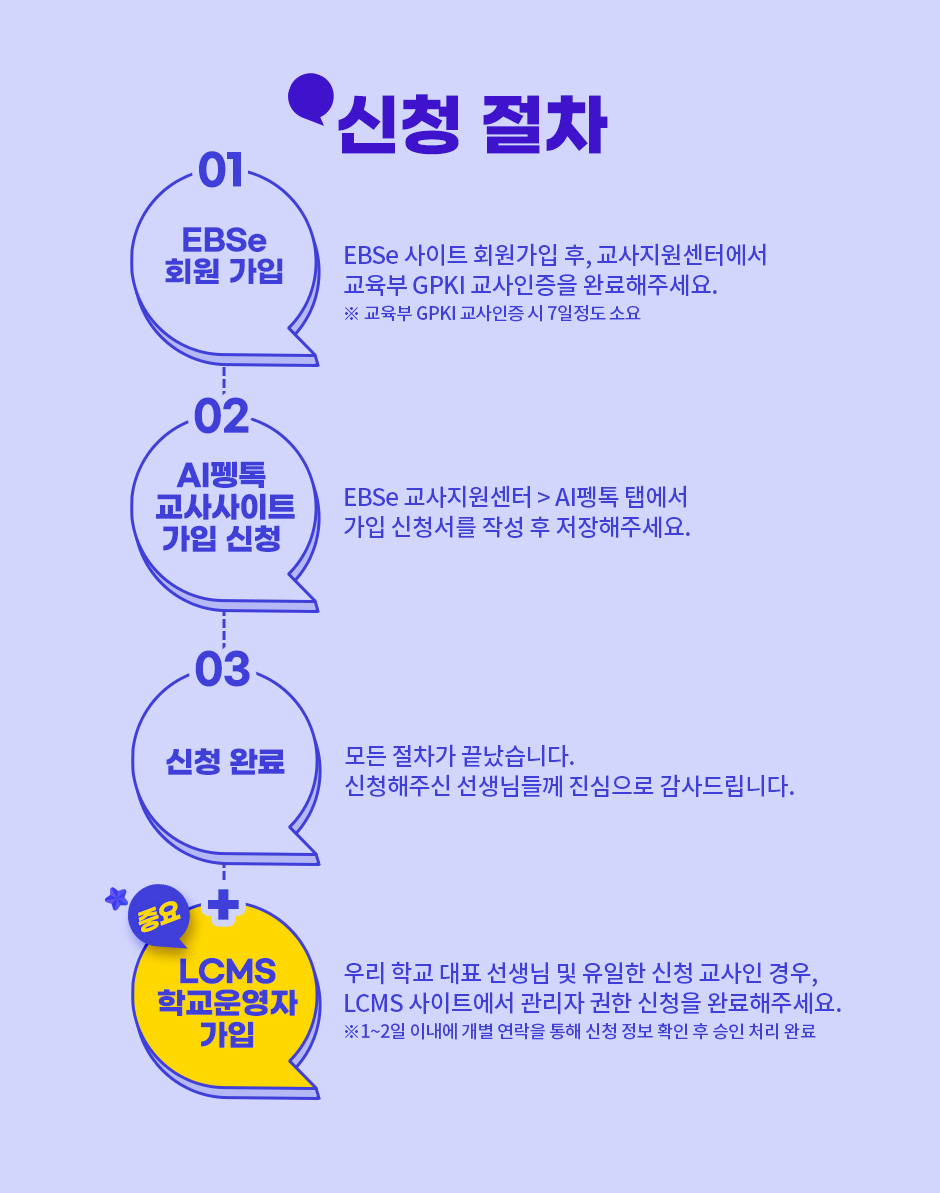 신청 절차
01
EBSe
회원 가입
EBSe 사이트 회원가입 후, 교사지원센터에서
교육부 GPKI 교사인증을 완료해주세요.
※ 교육부 GPKI 교사인증 시 7일정도 소요
02
AI펭톡
교사사이트
가입 신청
EBSe 교사지원센터 > AI펭톡 탭에서
가입 신청서를 작성 후 저장해주세요.
03
신청 완료
모든 절차가 끝났습니다.
신청해주신 선생님들께 진심으로 감사드립니다.
+
중요
LCMS
학교운영자
가입
우리 학교 대표 선생님 및 유일한 신청 교사인 경우,
LCMS 사이트에서 관리자 권한 신청을 완료해주세요.
※1~2일 이내에 개별 연락을 통해 신청 정보 확인 후 승인 처리 완료